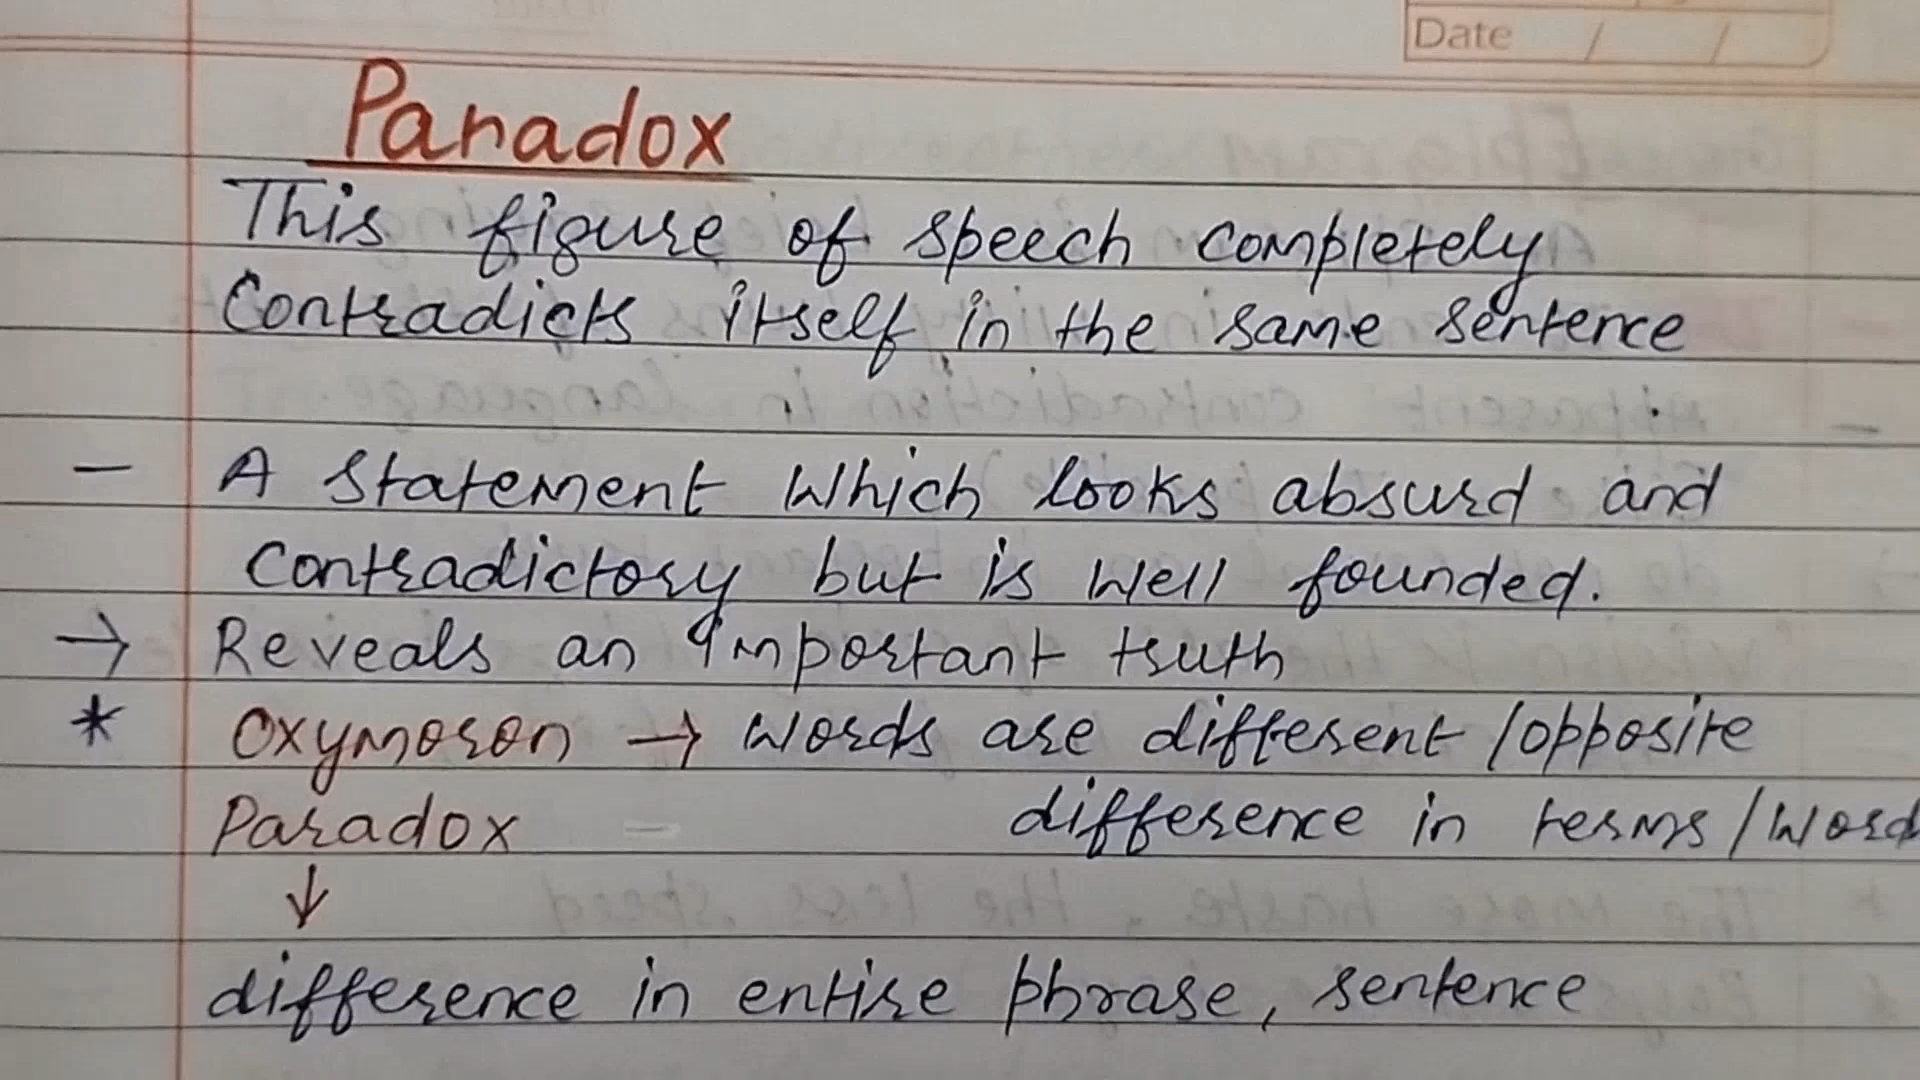 Date / /
Paradox
This figure of speech completely
Contradicts itself in the same sentence
- A statement which looks absurd and
contradictory but is well founded.
→ Reveals an important truth
* Oxymoron → words are different / opposite
Paradox - difference in terms / word
↓
difference in entire phrase, sentence